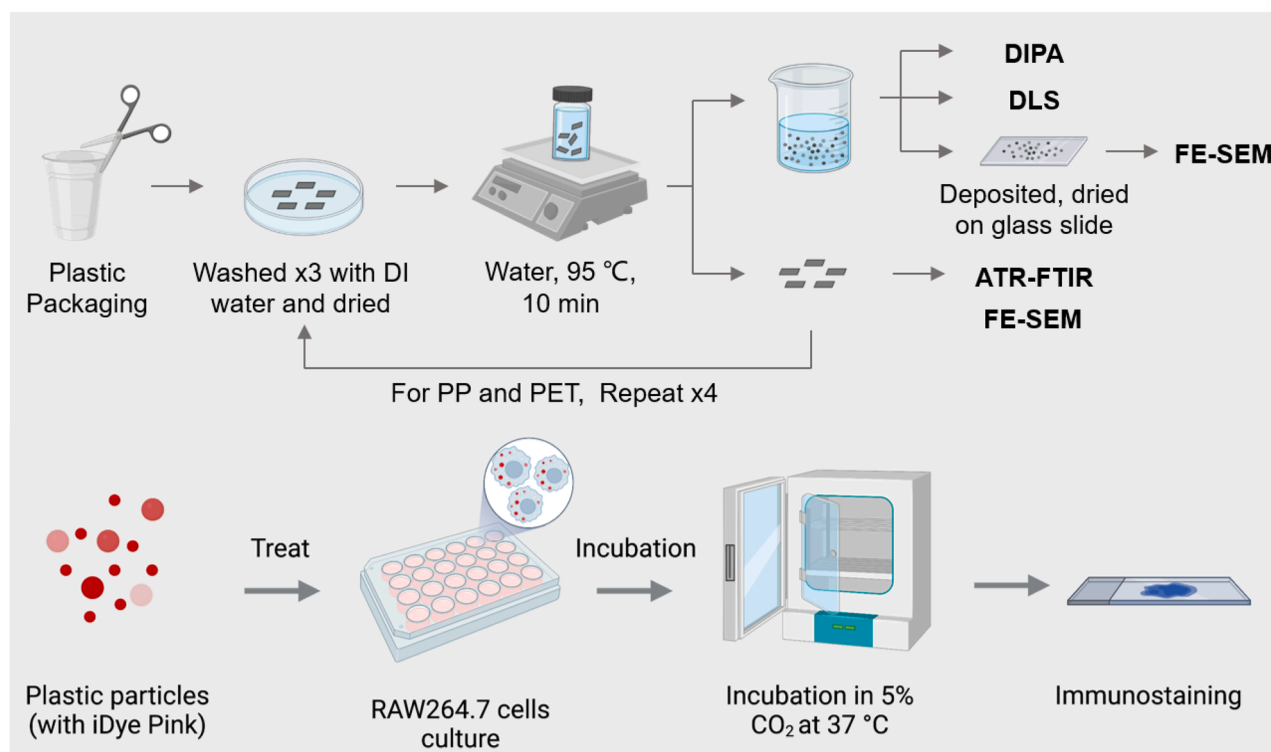 DIPA
DLS
FE-SEM
Deposited, dried
on glass slide
Plastic
Packaging
Washed x3 with DI
water and dried
Water, 95 ℃,
10 min
ATR-FTIR
FE-SEM
For PP and PET, Repeat x4
Treat
Incubation
Plastic particles
(with iDye Pink)
RAW264.7 cells
culture
Incubation in 5%
CO₂ at 37 °C
Immunostaining